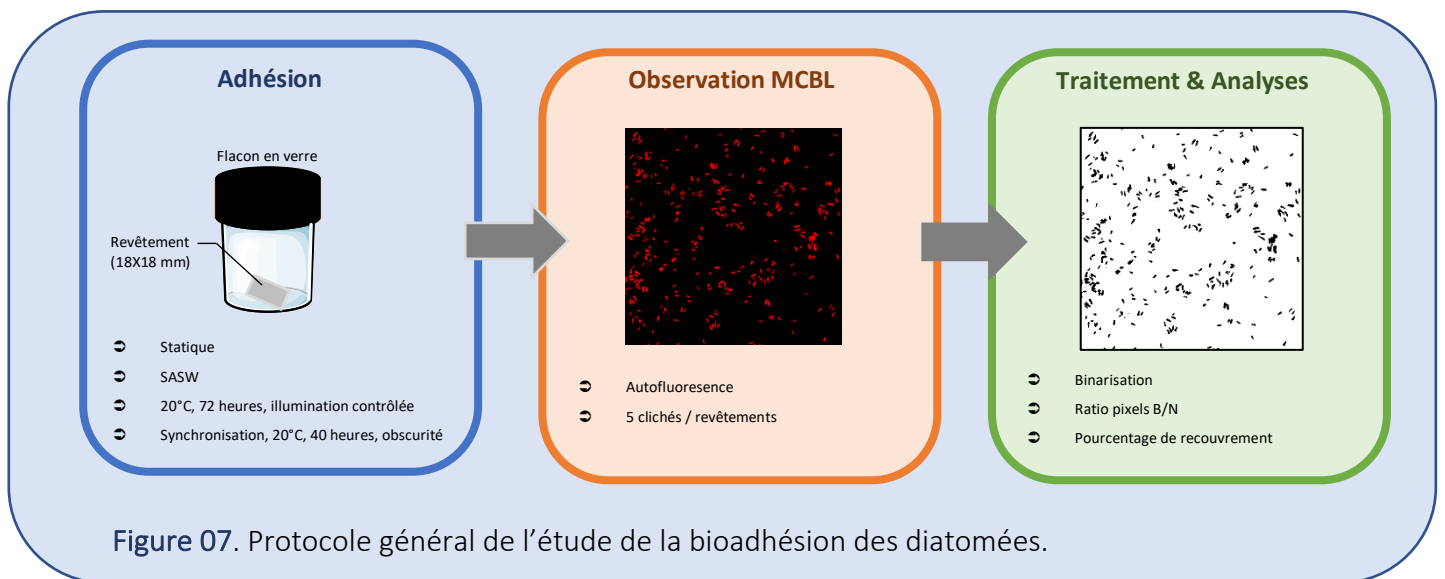 Adhésion
Flacon en verre
Revêtement
(18X18 mm)
➲ Statique
➲ SASW
➲ 20°C, 72 heures, illumination contrôlée
➲ Synchronisation, 20°C, 40 heures, obscurité
Observation MCBL
➲ Autofluoresence
➲ 5 clichés / revêtements
Traitement & Analyses
➲ Binarisation
➲ Ratio pixels B/N
➲ Pourcentage de recouvrement
Figure 07. Protocole général de l’étude de la bioadhésion des diatomées.